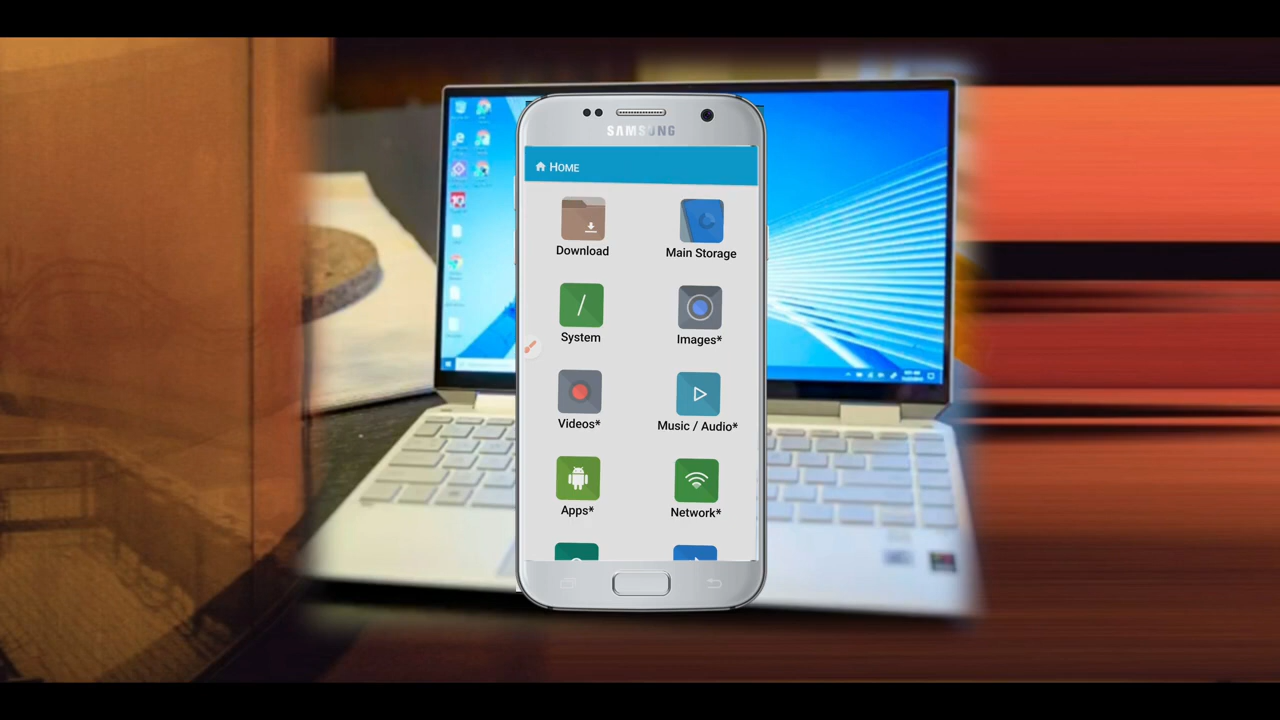 SAMSUNG
HOME
Download
Main Storage
System
Images*
Videos*
Music / Audio*
Apps*
Network*